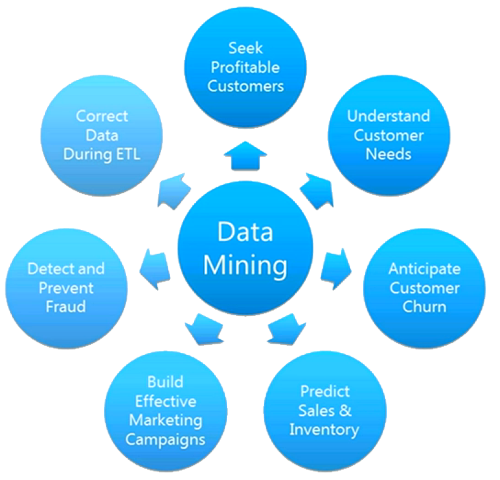 Seek
Profitable
Customers
Understand
Customer
Needs
Anticipate
Customer
Churn
Predict
Sales &
Inventory
Build
Effective
Marketing
Campaigns
Detect and
Prevent
Fraud
Correct
Data
During ETL
Data
Mining